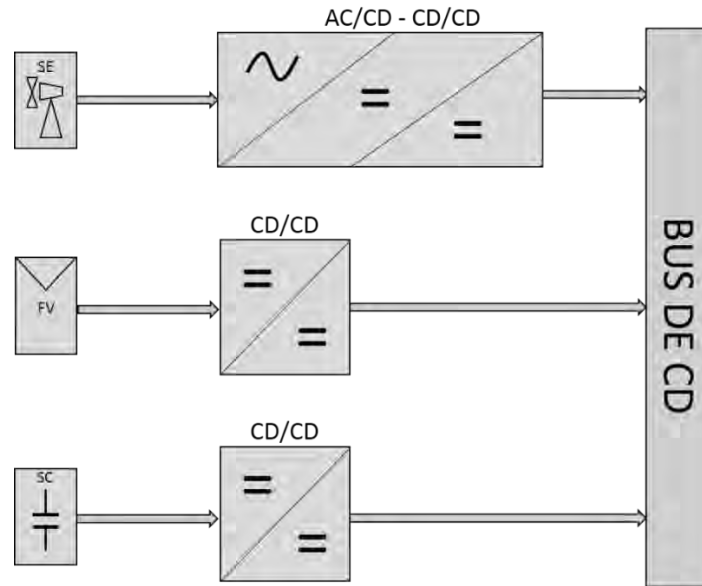 AC/CD - CD/CD
SE
CD/CD
FV
CD/CD
SC
BUS DE CD